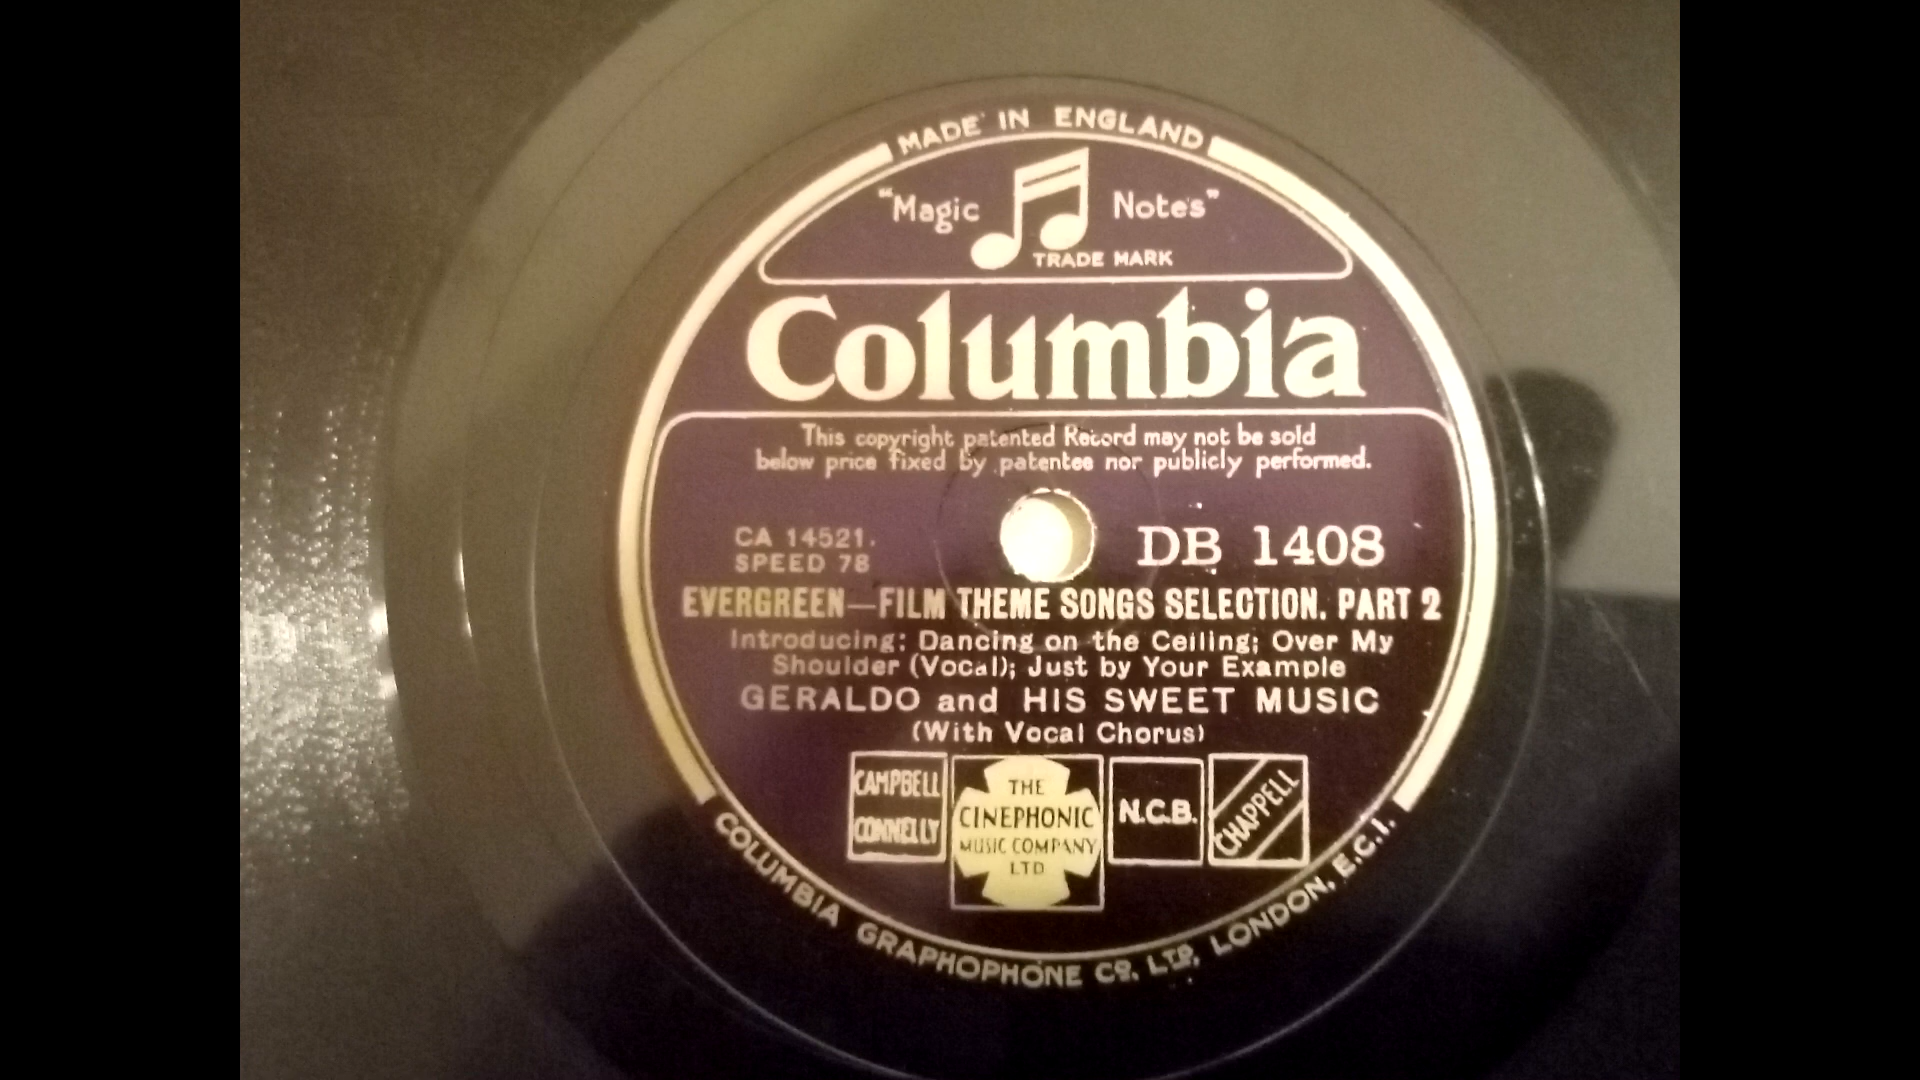 MADE IN ENGLAND
"Magic Notes"
TRADE MARK
Columbia
This copyright patented Record may not be sold
below price fixed by patentee nor publicly performed.
CA 14521.
SPEED 78
DB 1408
EVERGREEN—FILM THEME SONGS SELECTION. PART 2
Introducing: Dancing on the Ceiling; Over My
Shoulder (Vocal); Just by Your Example
GERALDO and HIS SWEET MUSIC
(With Vocal Chorus)
CAMPBELL
CONNELLY
THE
CINEPHONIC
MUSIC COMPANY
LTD
N.C.B.
CHAPPELL
COLUMBIA GRAPHOPHONE CO. LTD, LONDON, E.C.1.